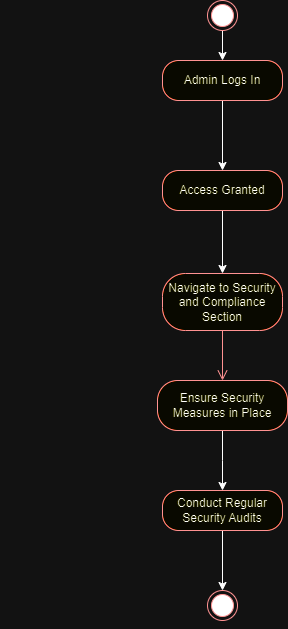 Admin Logs In
Access Granted
Navigate to Security
and Compliance
Section
Ensure Security
Measures in Place
Conduct Regular
Security Audits